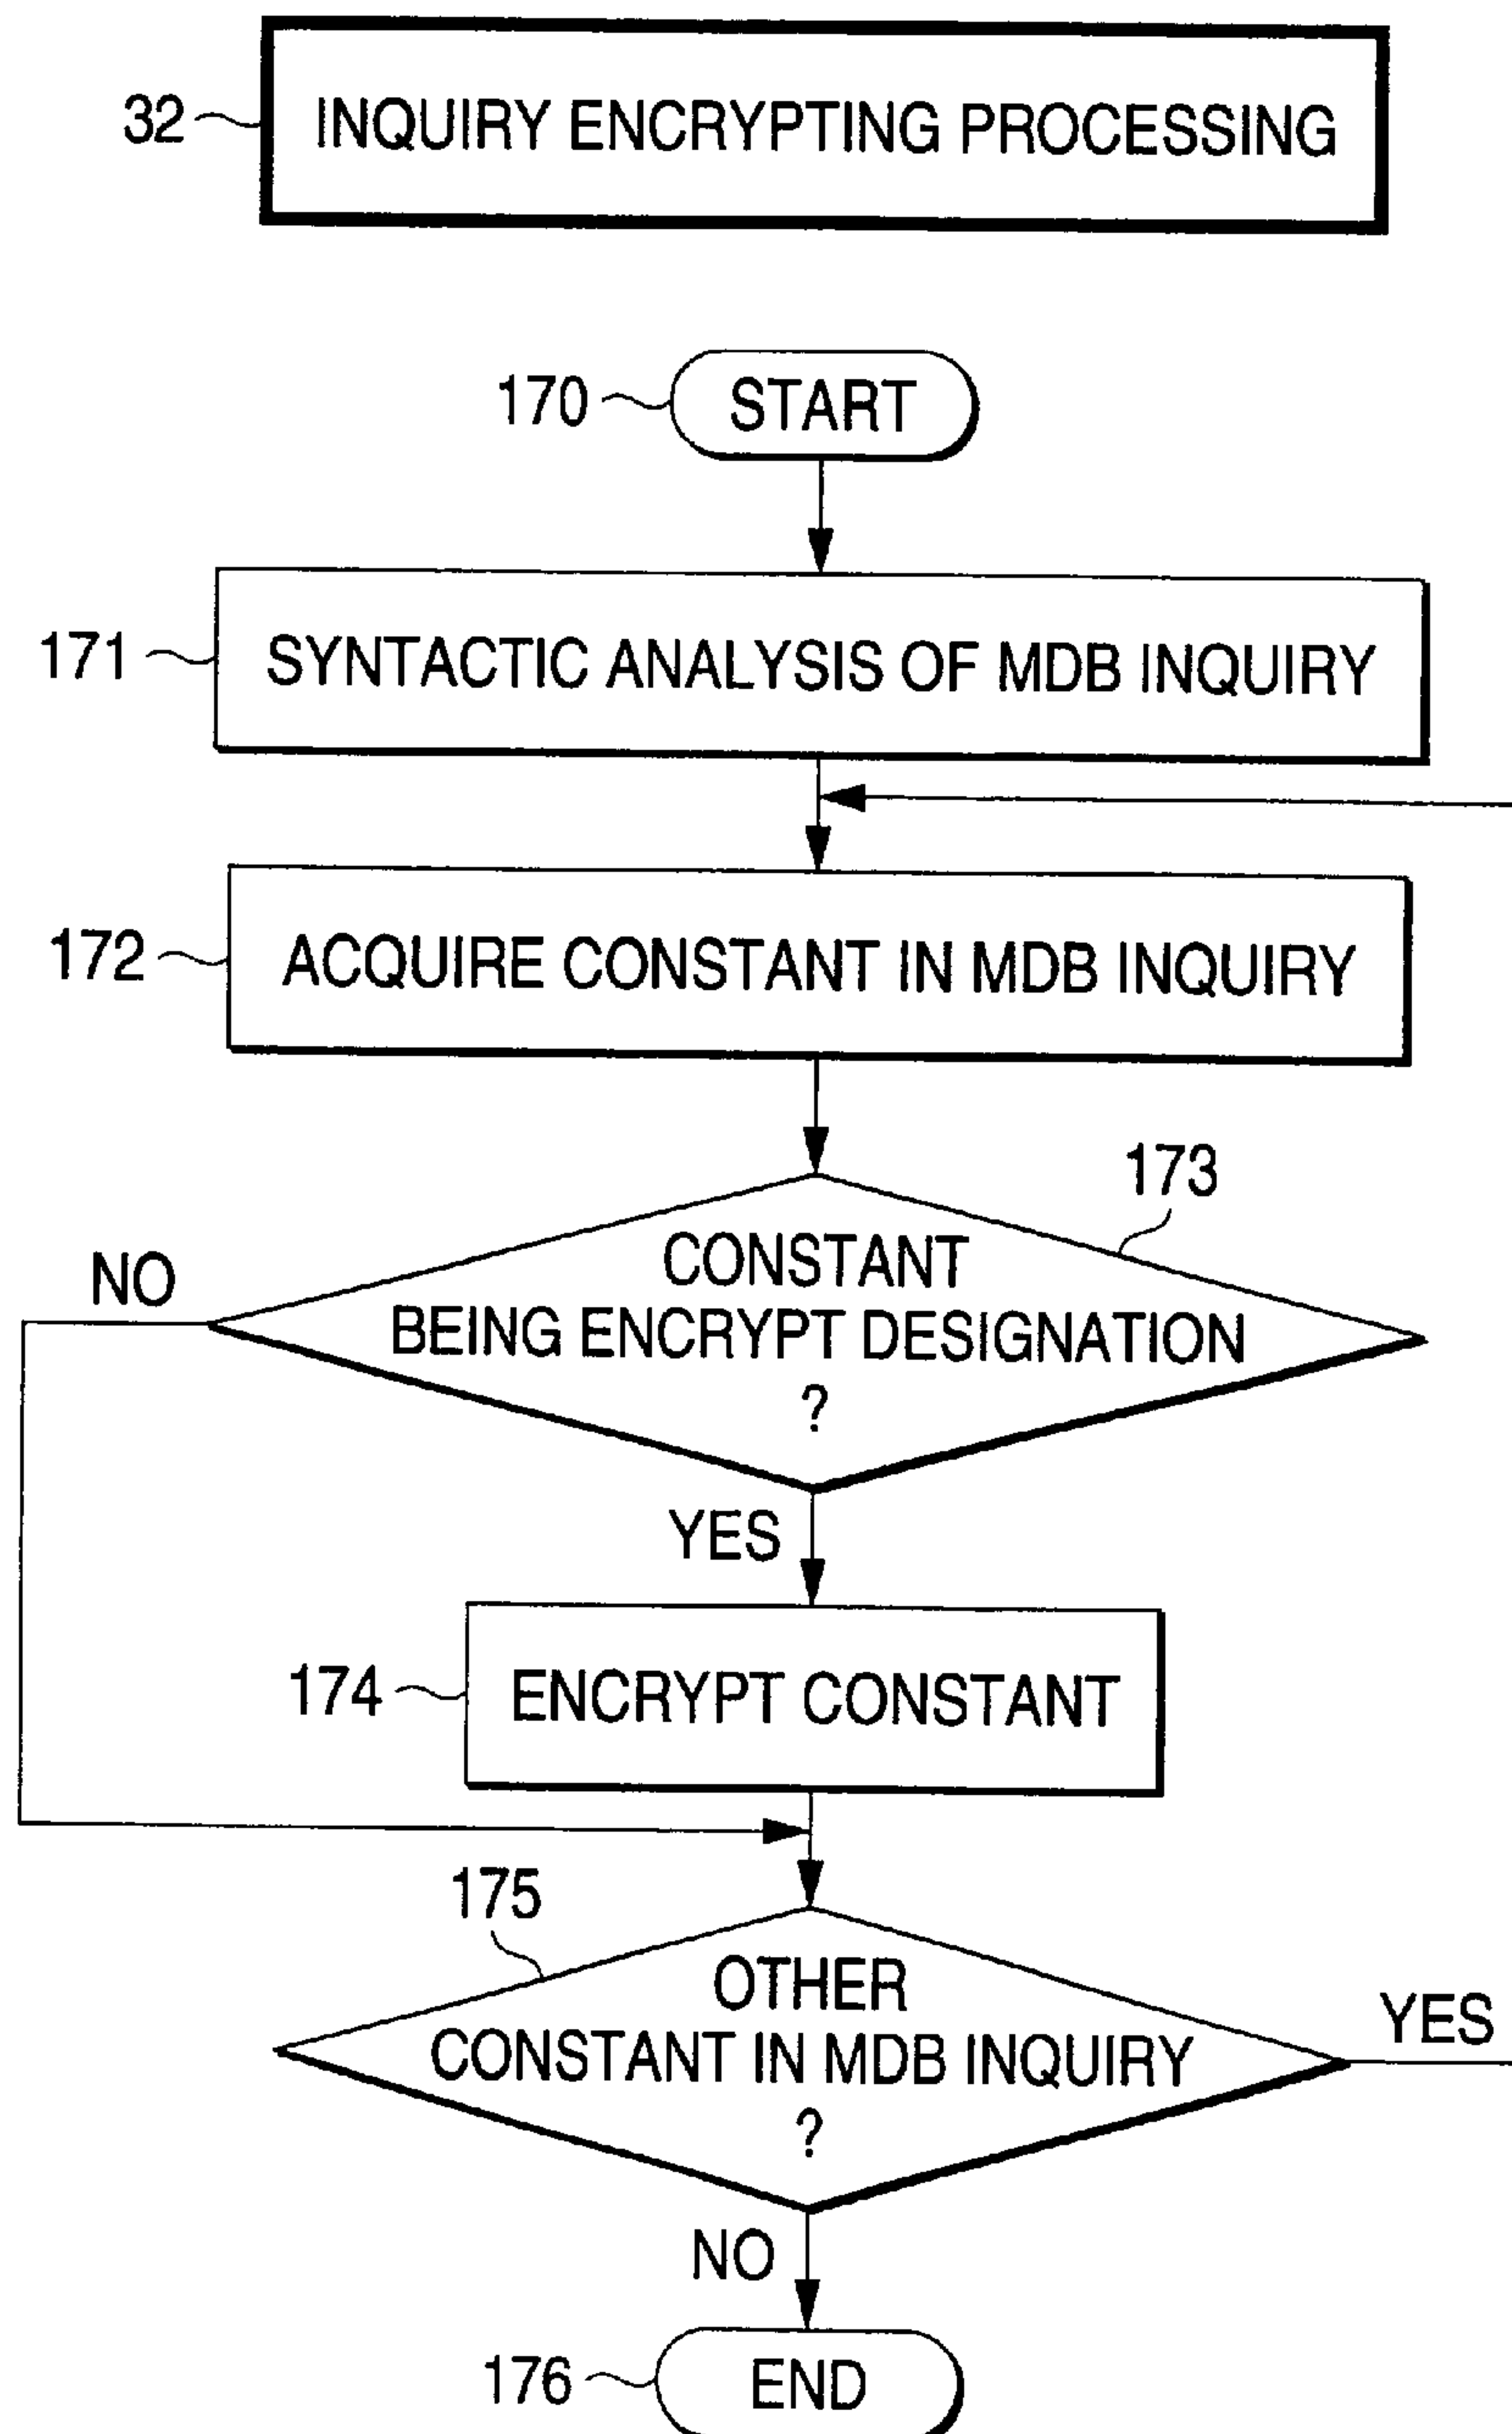 32
INQUIRY ENCRYPTING PROCESSING
170
START
171
SYNTACTIC ANALYSIS OF MDB INQUIRY
172
ACQUIRE CONSTANT IN MDB INQUIRY
173
CONSTANT
BEING ENCRYPT DESIGNATION
?
NO
YES
174
ENCRYPT CONSTANT
175
OTHER
CONSTANT IN MDB INQUIRY
?
YES
NO
176
END